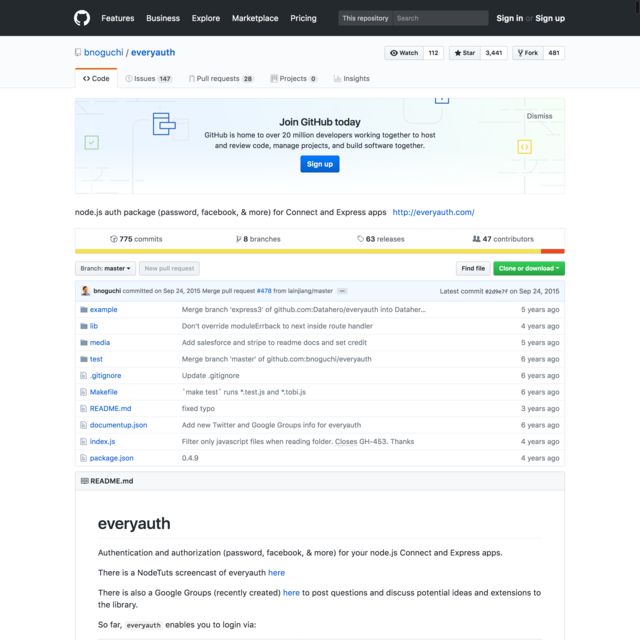 Features Business Explore Marketplace Pricing This repository Search Sign in or Sign up
bnoguchi / everyauth Watch 112 Star 3,441 Fork 481
Code Issues 147 Pull requests 28 Projects 0 Insights
Dismiss
Join GitHub today
GitHub is home to over 20 million developers working together to host
and review code, manage projects, and build software together.
Sign up
node.js auth package (password, facebook, & more) for Connect and Express apps http://everyauth.com/
775 commits 8 branches 63 releases 47 contributors
Branch: master New pull request Find file Clone or download
bnoguchi committed on Sep 24, 2015 Merge pull request #478 from lainjiang/master ... Latest commit 02d9e7f on Sep 24, 2015
example Merge branch 'express3' of github.com:Datahero/everyauth into Dataher... 5 years ago
lib Don't override moduleErrback to next inside route handler 4 years ago
media Add salesforce and stripe to readme docs and set credit 5 years ago
test Merge branch 'master' of github.com:bnoguchi/everyauth 6 years ago
.gitignore Update .gitignore 6 years ago
Makefile `make test` runs *.test.js and *.tobi.js 6 years ago
README.md fixed typo 3 years ago
documentup.json Add new Twitter and Google Groups info for everyauth 6 years ago
index.js Filter only javascript files when reading folder. Closes GH-453. Thanks 4 years ago
package.json 0.4.9 4 years ago
README.md
everyauth
Authentication and authorization (password, facebook, & more) for your node.js Connect and Express apps.
There is a NodeTuts screencast of everyauth here
There is also a Google Groups (recently created) here to post questions and discuss potential ideas and extensions to
the library.
So far, everyauth enables you to login via: